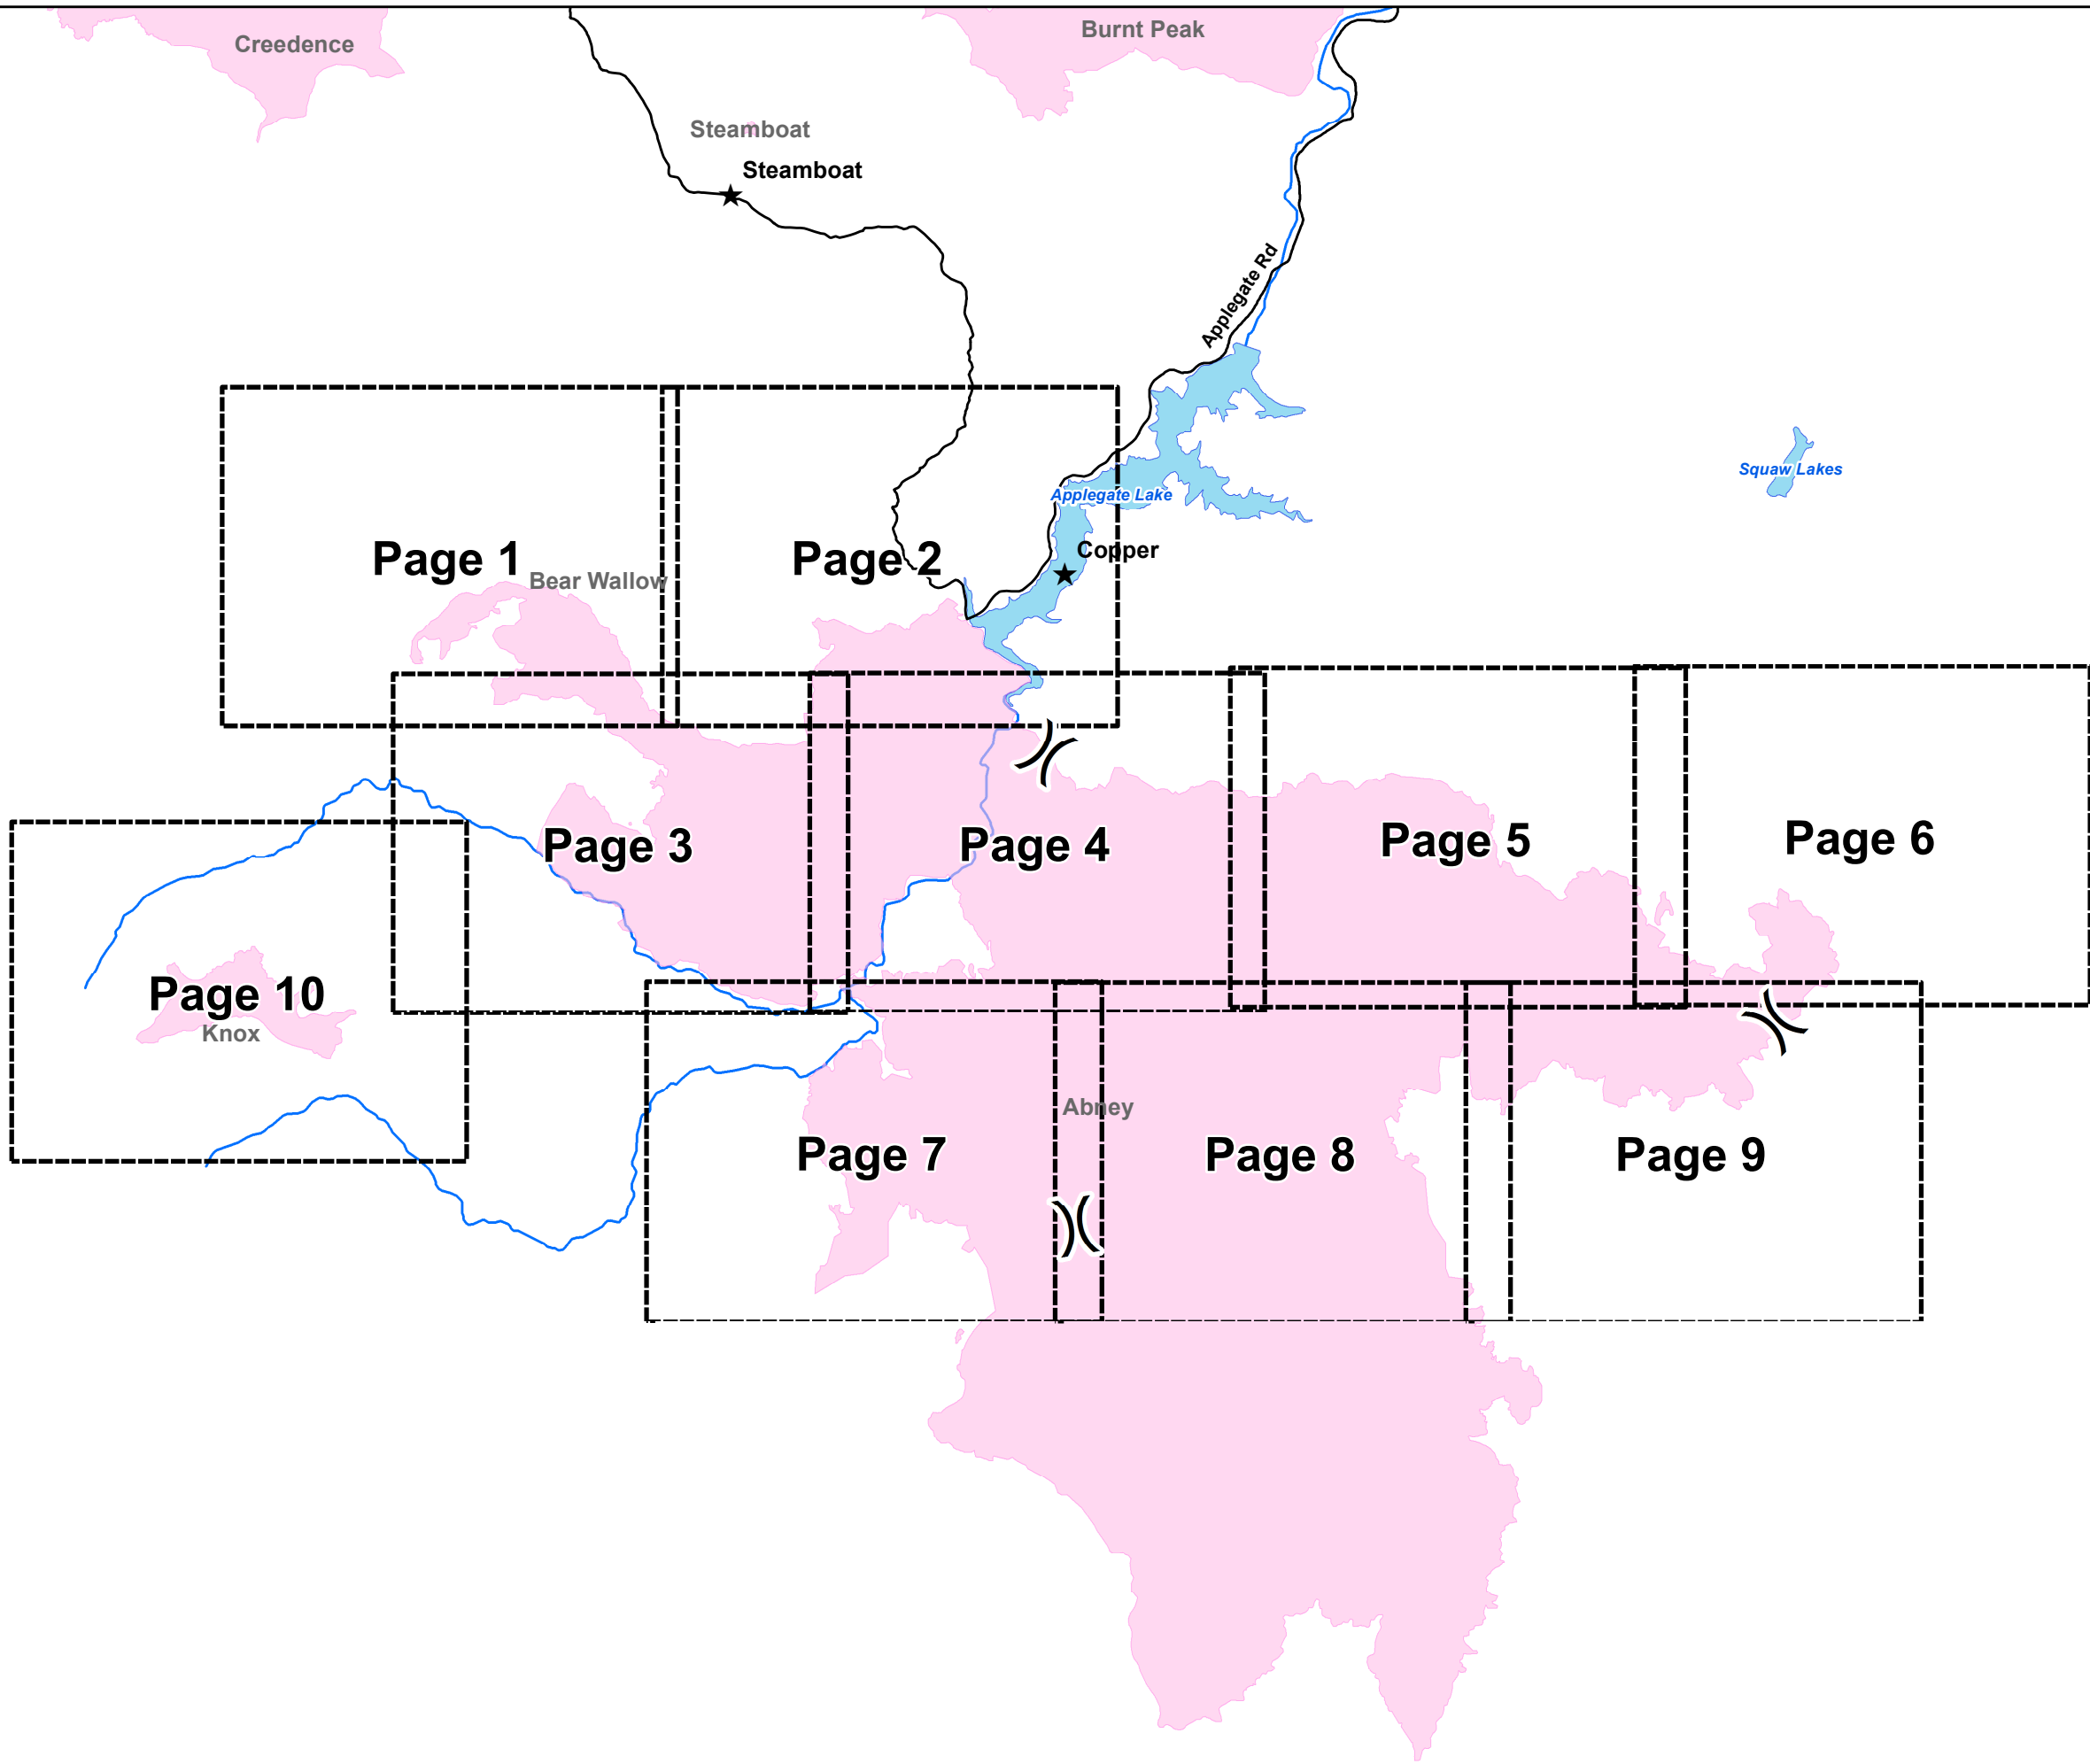 Creedence
Burnt Peak
Steamboat
Steamboat
Applegate Rd
Squaw Lakes
Applegate Lake
Page 1
Page 2
Copper
Bear Wallow
Page 3
Page 4
Page 5
Page 6
Page 10
Knox
Abney
Page 7
Page 8
Page 9